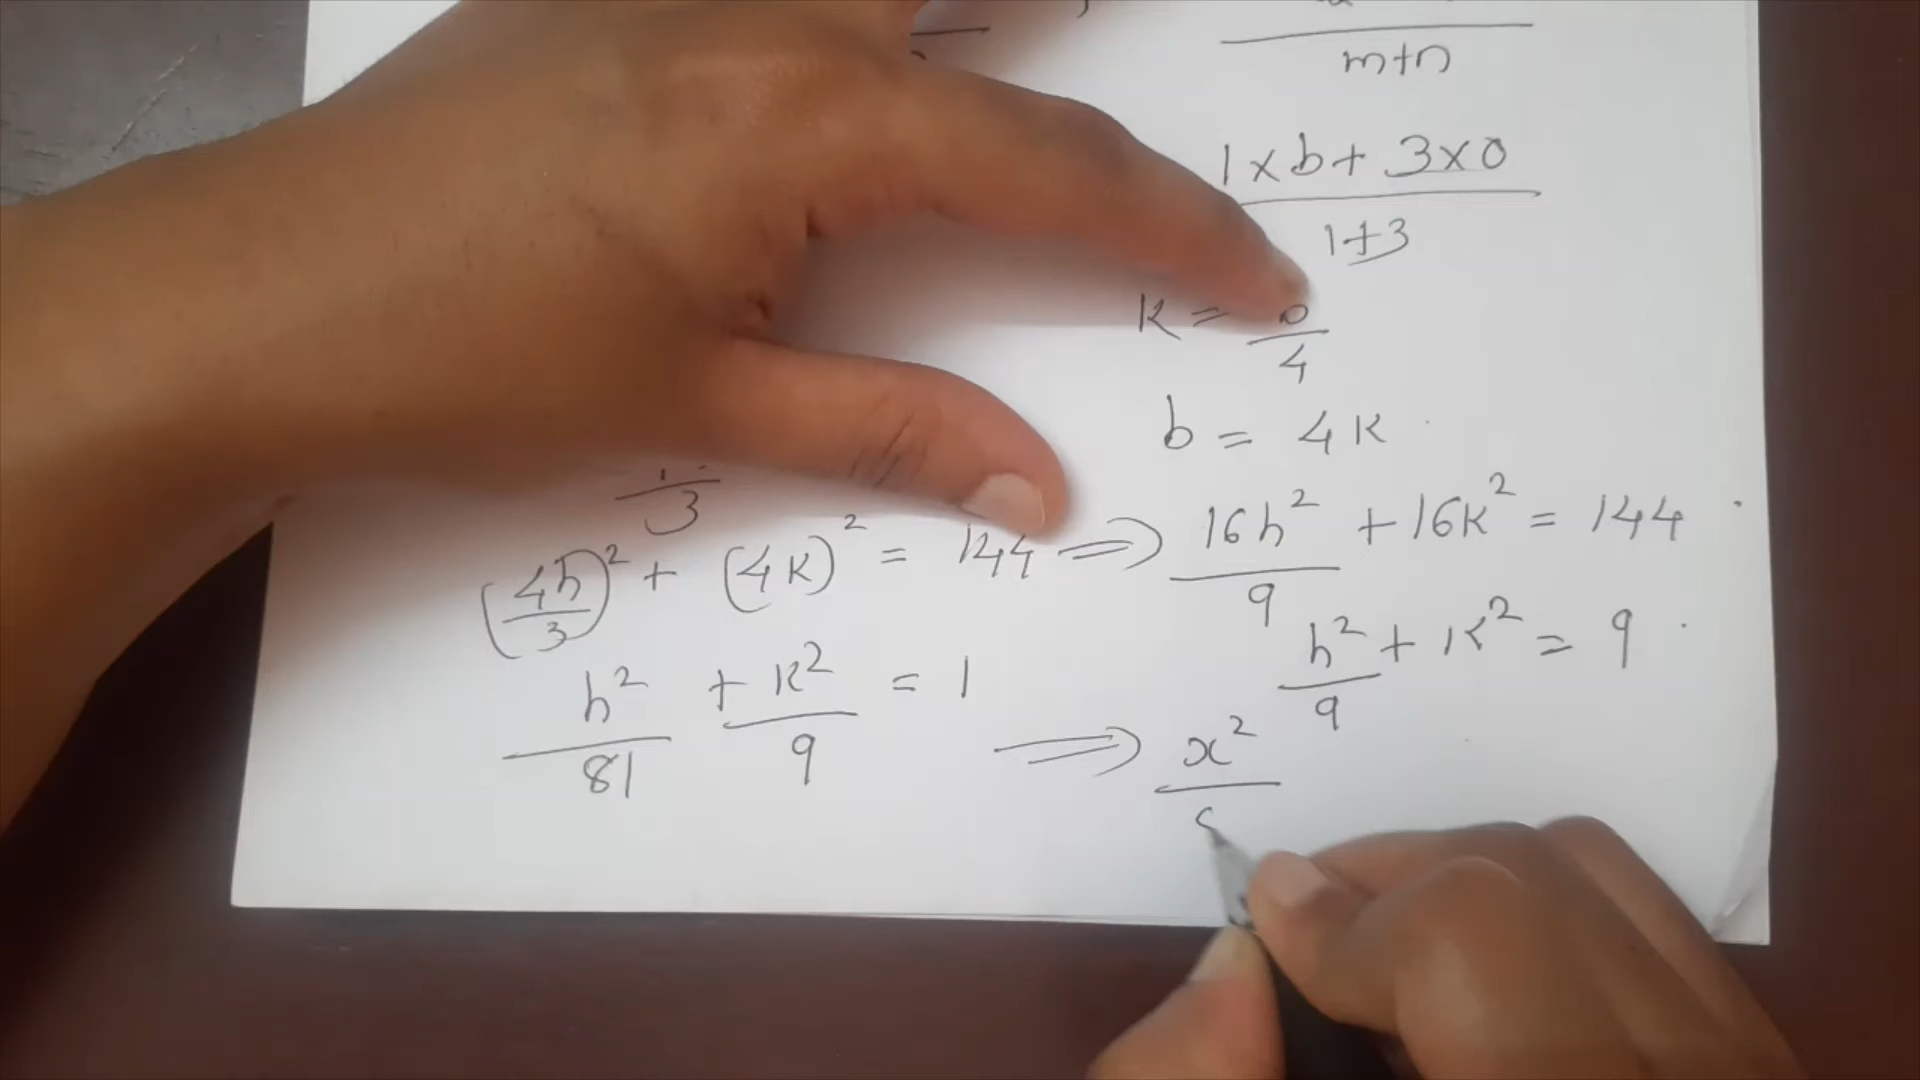 m+n
1×b+3×0
1+3
k = b/4
b = 4k
/3
(4h/3)² + (4k)² = 144 ⟹ 16h²/9 + 16k² = 144
h²/9 + k² = 9
h²/81 + k²/9 = 1 ⟹ x²/